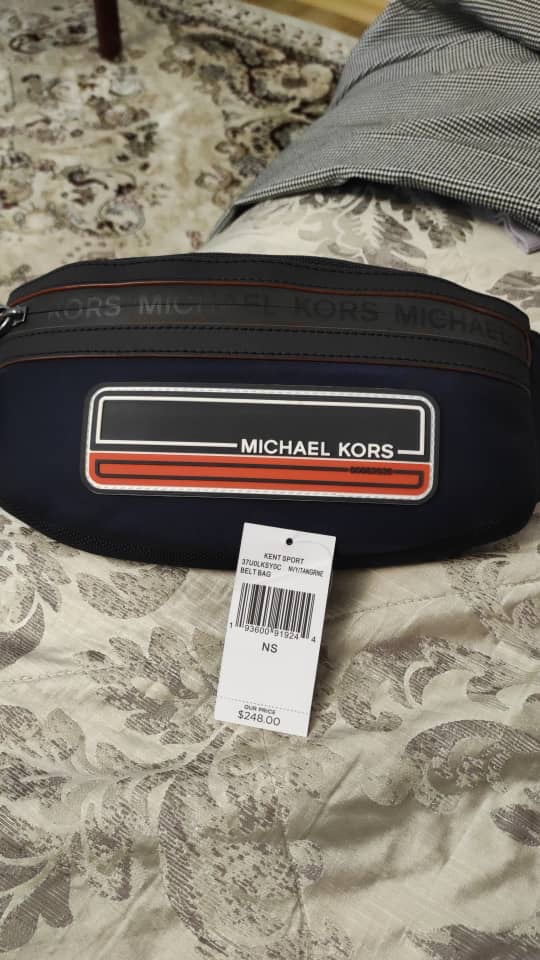 KORS MICHAEL KORS MICHAEL
MICHAEL KORS
KENT SPORT
37U0LKSY0C NVY/TANGRNE
BELT BAG
1 93600 91924 4
NS
OUR PRICE
$248.00